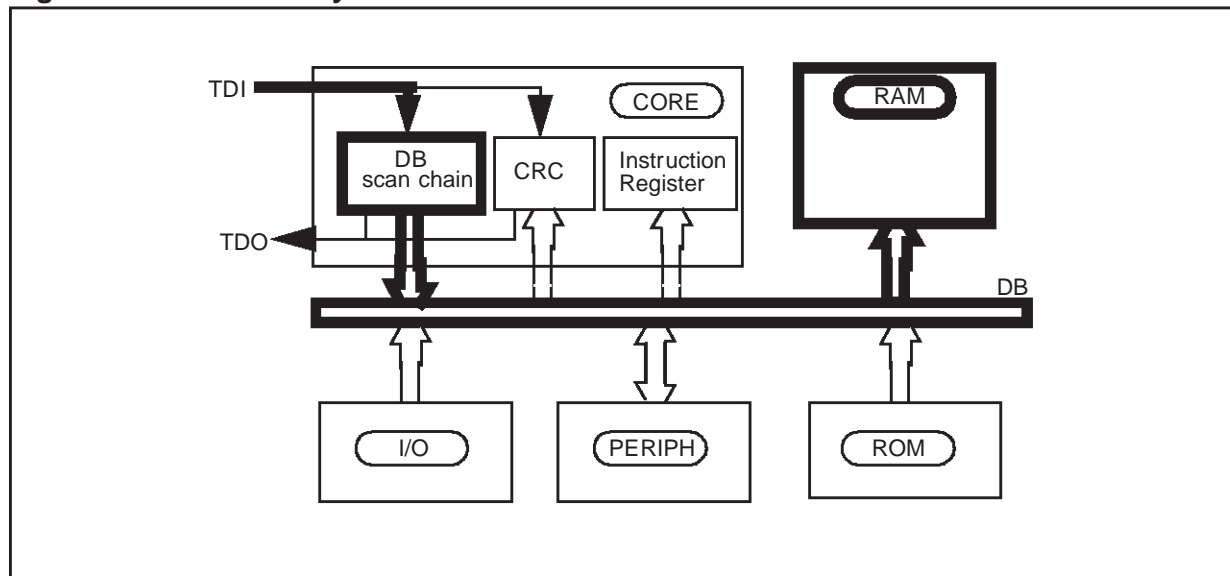 TDI
CORE
RAM
DB
scan chain
CRC
Instruction
Register
TDO
DB
I/O
PERIPH
ROM